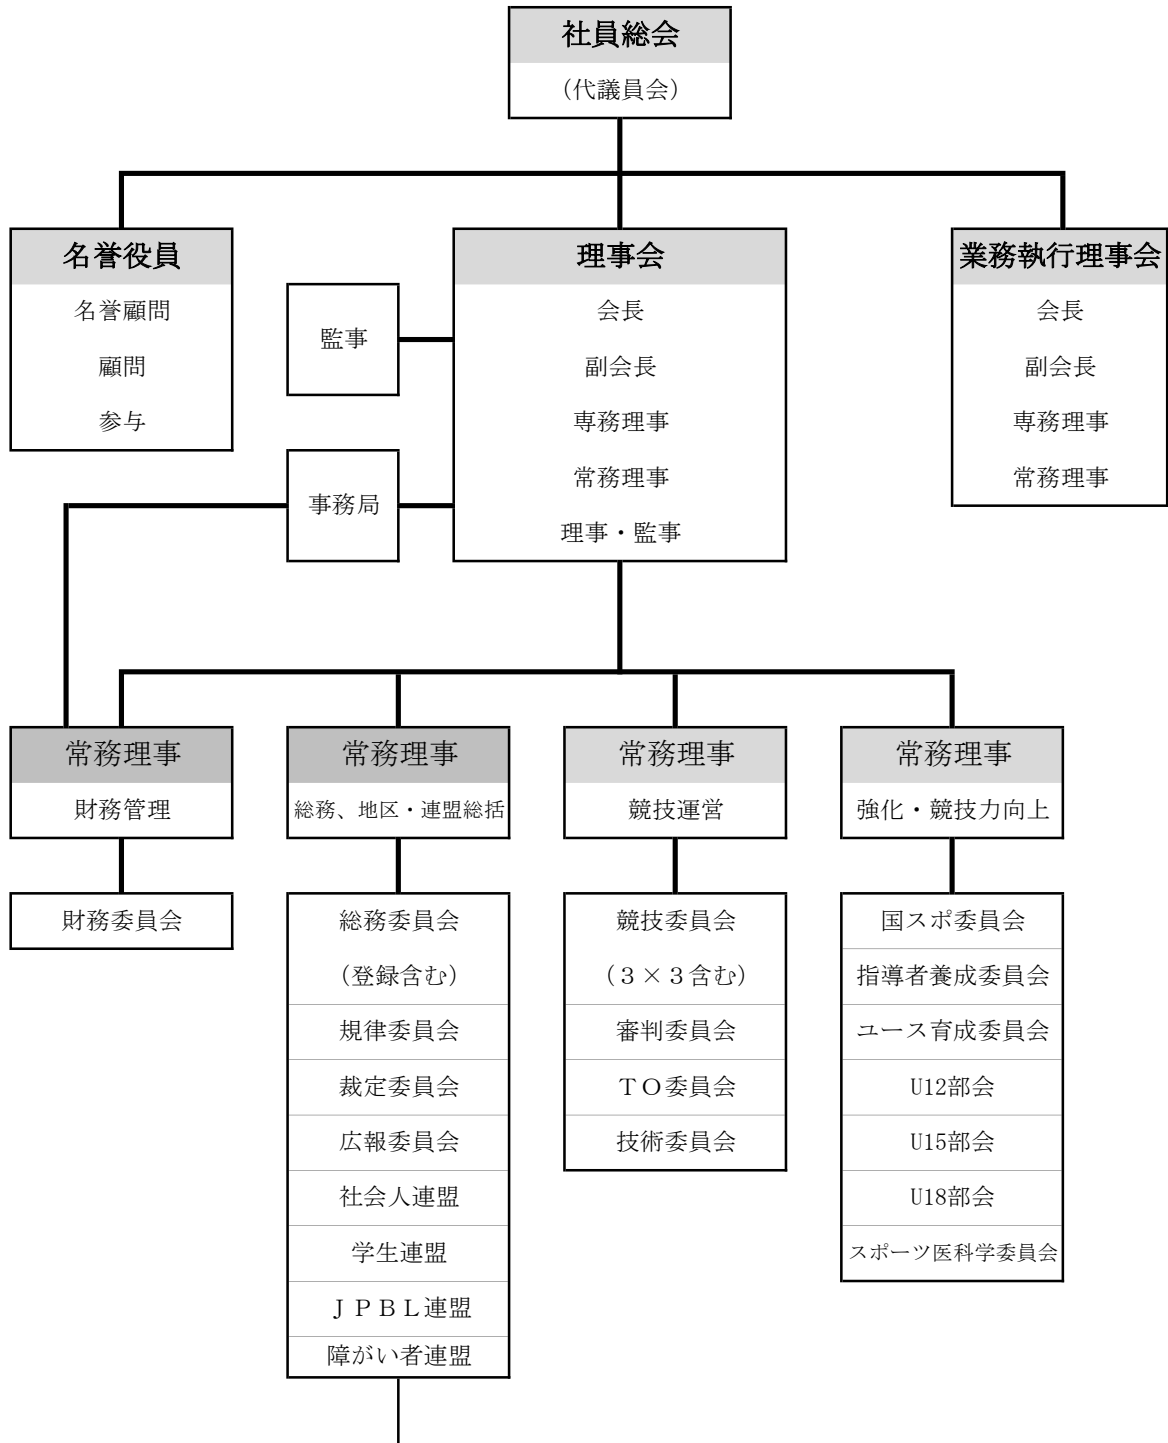 社員総会
（代議員会）
名誉役員
名誉顧問
顧問
参与
監事
事務局
理事会
会長
副会長
専務理事
常務理事
理事・監事
業務執行理事会
会長
副会長
専務理事
常務理事
常務理事
財務管理
財務委員会
常務理事
総務、地区・連盟総括
総務委員会
（登録含む）
規律委員会
裁定委員会
広報委員会
社会人連盟
学生連盟
ＪＰＢＬ連盟
障がい者連盟
常務理事
競技運営
競技委員会
（３×３含む）
審判委員会
ＴＯ委員会
技術委員会
常務理事
強化・競技力向上
国スポ委員会
指導者養成委員会
ユース育成委員会
U12部会
U15部会
U18部会
スポーツ医科学委員会